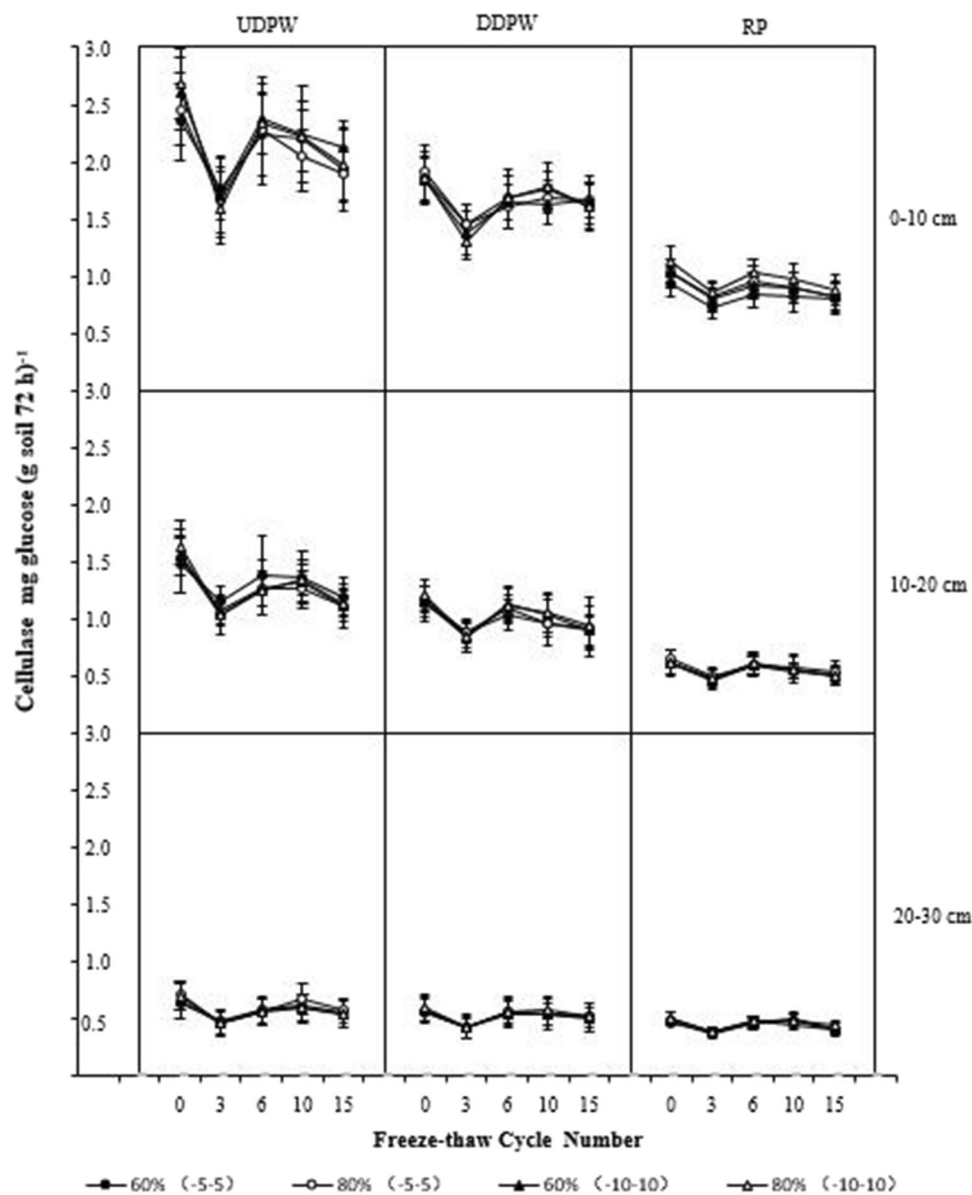 UDPW DDPW RP
3.0
2.5
2.0
1.5
1.0
0.5
0-10 cm
3.0
2.5
2.0
1.5
1.0
0.5
10-20 cm
3.0
2.5
2.0
1.5
1.0
0.5
20-30 cm
Cellulase mg glucose (g soil 72 h)⁻¹
0 3 6 10 15 0 3 6 10 15 0 3 6 10 15
Freeze-thaw Cycle Number
60% (-5-5) 80% (-5-5) 60% (-10-10) 80% (-10-10)